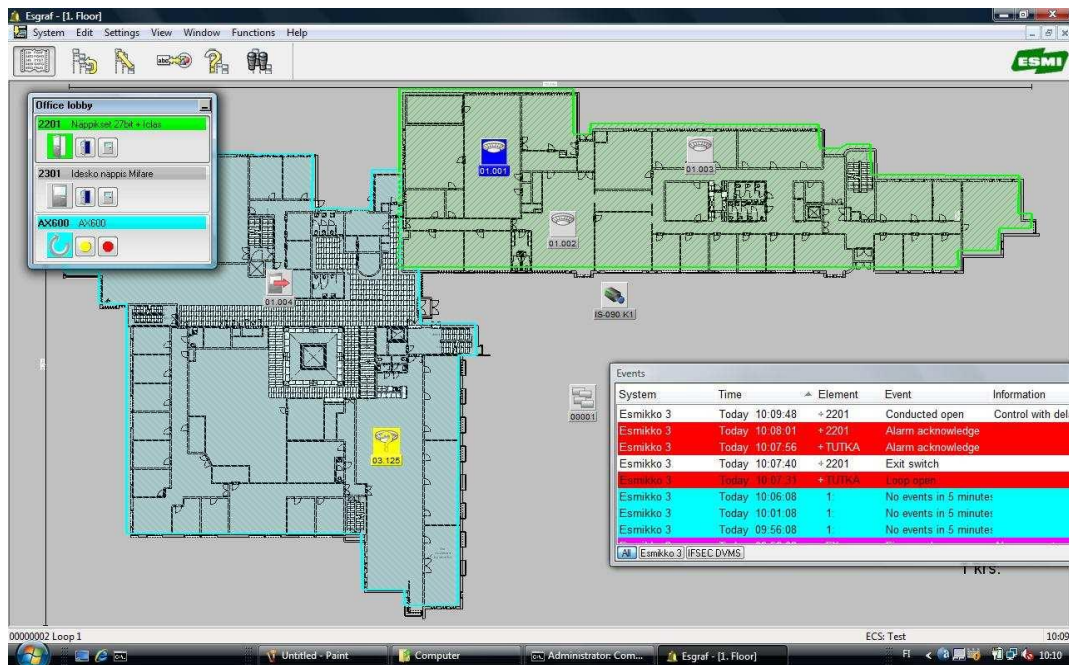 Esgraf - [1. Floor]
System Edit Settings View Window Functions Help
abc
ESMI
Office lobby
2201 Näppikset 27bit + Iclas
2301 Idesko näppis Mifare
AX600 AX600
01.001
01.003
01.002
01.004
IS-090 K1
00001
03.125
Events
System Time Element Event Information
Esmikko 3 Today 10:09:48 + 2201 Conducted open Control with del
Esmikko 3 Today 10:08:01 + 2201 Alarm acknowledge
Esmikko 3 Today 10:07:56 + TUTKA Alarm acknowledge
Esmikko 3 Today 10:07:40 + 2201 Exit switch
Esmikko 3 Today 10:07:31 + TUTKA Loop open
Esmikko 3 Today 10:06:08 1: No events in 5 minutes
Esmikko 3 Today 10:01:08 1: No events in 5 minutes
Esmikko 3 Today 09:56:08 1: No events in 5 minutes
All Esmikko 3 IFSEC DVMS
1 krs.
00000002 Loop 1 ECS: Test 10:09
Untitled - Paint Computer Administrator: Com... Esgraf - [1. Floor] FI 10:10